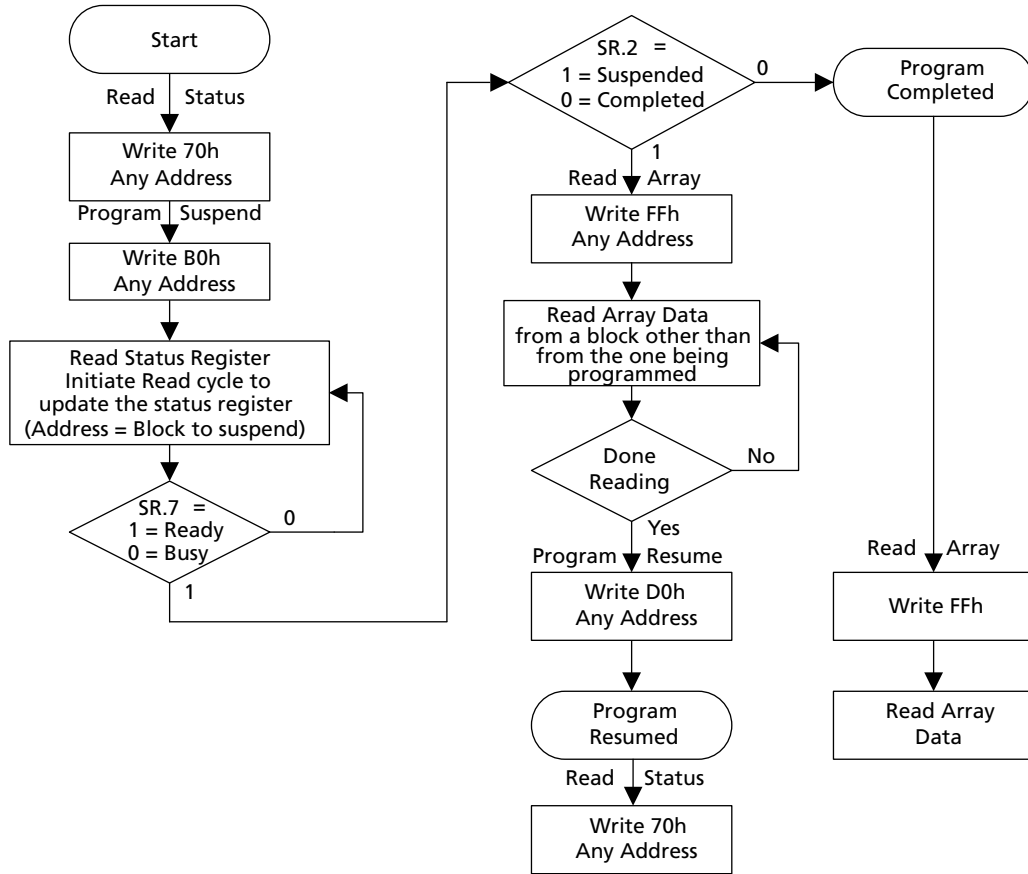 Start
Read Status
Write 70h
Any Address
Program Suspend
Write B0h
Any Address
Read Status Register
Initiate Read cycle to
update the status register
(Address = Block to suspend)
SR.7 =
1 = Ready
0 = Busy
0
1
SR.2 =
1 = Suspended
0 = Completed
0
1
Read Array
Write FFh
Any Address
Read Array Data
from a block other than
from the one being
programmed
Done
Reading
No
Yes
Program Resume
Write D0h
Any Address
Program
Resumed
Read Status
Write 70h
Any Address
Program
Completed
Read Array
Write FFh
Read Array
Data